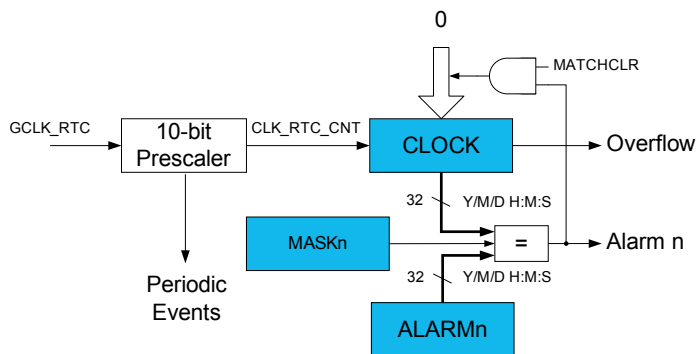 0
MATCHCLR
GCLK_RTC
10-bit
Prescaler
CLK_RTC_CNT
CLOCK
Overflow
32
Y/M/D H:M:S
MASKn
=
Alarm n
Periodic
Events
32
Y/M/D H:M:S
ALARMn